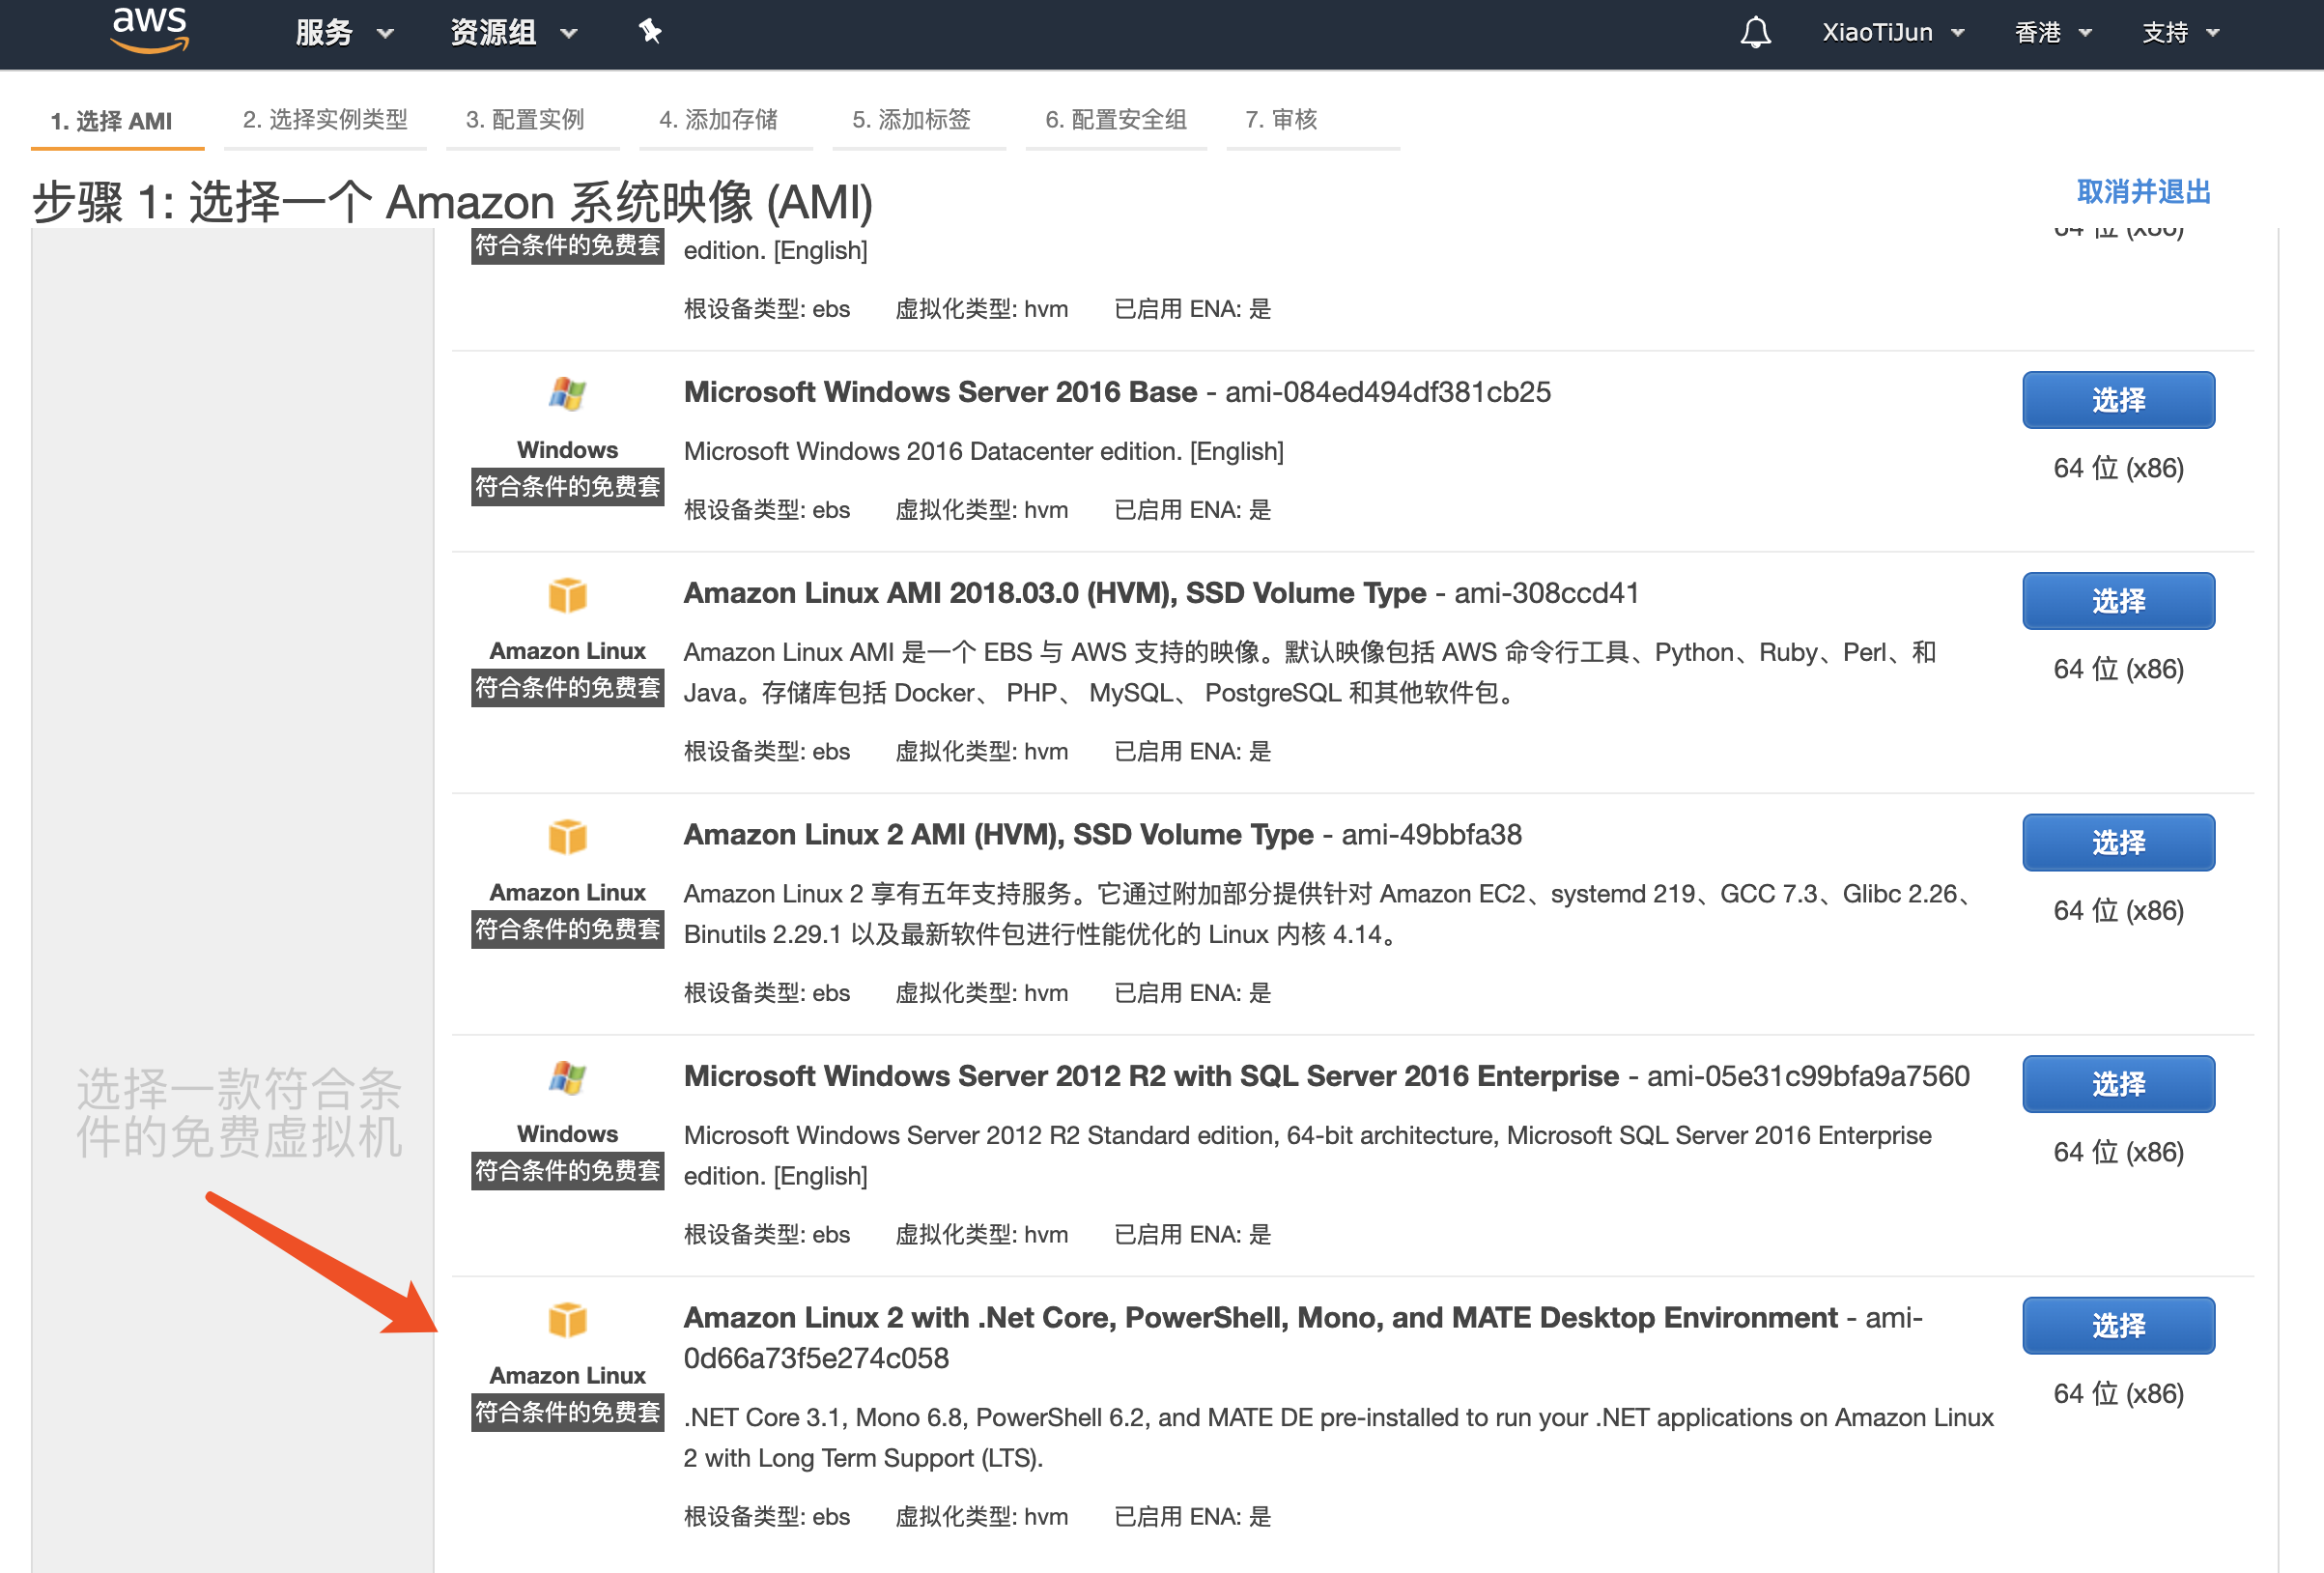 aws 服务 资源组 XiaoTiJun 香港 支持
1. 选择 AMI 2. 选择实例类型 3. 配置实例 4. 添加存储 5. 添加标签 6. 配置安全组 7. 审核
步骤 1: 选择一个 Amazon 系统映像 (AMI)
取消并退出
符合条件的免费套
edition. [English]
64 位 (x86)
根设备类型: ebs 虚拟化类型: hvm 已启用 ENA: 是
Microsoft Windows Server 2016 Base - ami-084ed494df381cb25
选择
Windows
Microsoft Windows 2016 Datacenter edition. [English]
64 位 (x86)
符合条件的免费套
根设备类型: ebs 虚拟化类型: hvm 已启用 ENA: 是
Amazon Linux AMI 2018.03.0 (HVM), SSD Volume Type - ami-308ccd41
选择
Amazon Linux
Amazon Linux AMI 是一个 EBS 与 AWS 支持的映像。默认映像包括 AWS 命令行工具、Python、Ruby、Perl、和
64 位 (x86)
符合条件的免费套
Java。存储库包括 Docker、 PHP、 MySQL、 PostgreSQL 和其他软件包。
根设备类型: ebs 虚拟化类型: hvm 已启用 ENA: 是
Amazon Linux 2 AMI (HVM), SSD Volume Type - ami-49bbfa38
选择
Amazon Linux
Amazon Linux 2 享有五年支持服务。它通过附加部分提供针对 Amazon EC2、systemd 219、GCC 7.3、Glibc 2.26、
64 位 (x86)
符合条件的免费套
Binutils 2.29.1 以及最新软件包进行性能优化的 Linux 内核 4.14。
根设备类型: ebs 虚拟化类型: hvm 已启用 ENA: 是
选择一款符合条
件的免费虚拟机
Microsoft Windows Server 2012 R2 with SQL Server 2016 Enterprise - ami-05e31c99bfa9a7560
选择
Windows
Microsoft Windows Server 2012 R2 Standard edition, 64-bit architecture, Microsoft SQL Server 2016 Enterprise
64 位 (x86)
符合条件的免费套
edition. [English]
根设备类型: ebs 虚拟化类型: hvm 已启用 ENA: 是
Amazon Linux 2 with .Net Core, PowerShell, Mono, and MATE Desktop Environment - ami-
0d66a73f5e274c058
选择
Amazon Linux
64 位 (x86)
符合条件的免费套
.NET Core 3.1, Mono 6.8, PowerShell 6.2, and MATE DE pre-installed to run your .NET applications on Amazon Linux
2 with Long Term Support (LTS).
根设备类型: ebs 虚拟化类型: hvm 已启用 ENA: 是